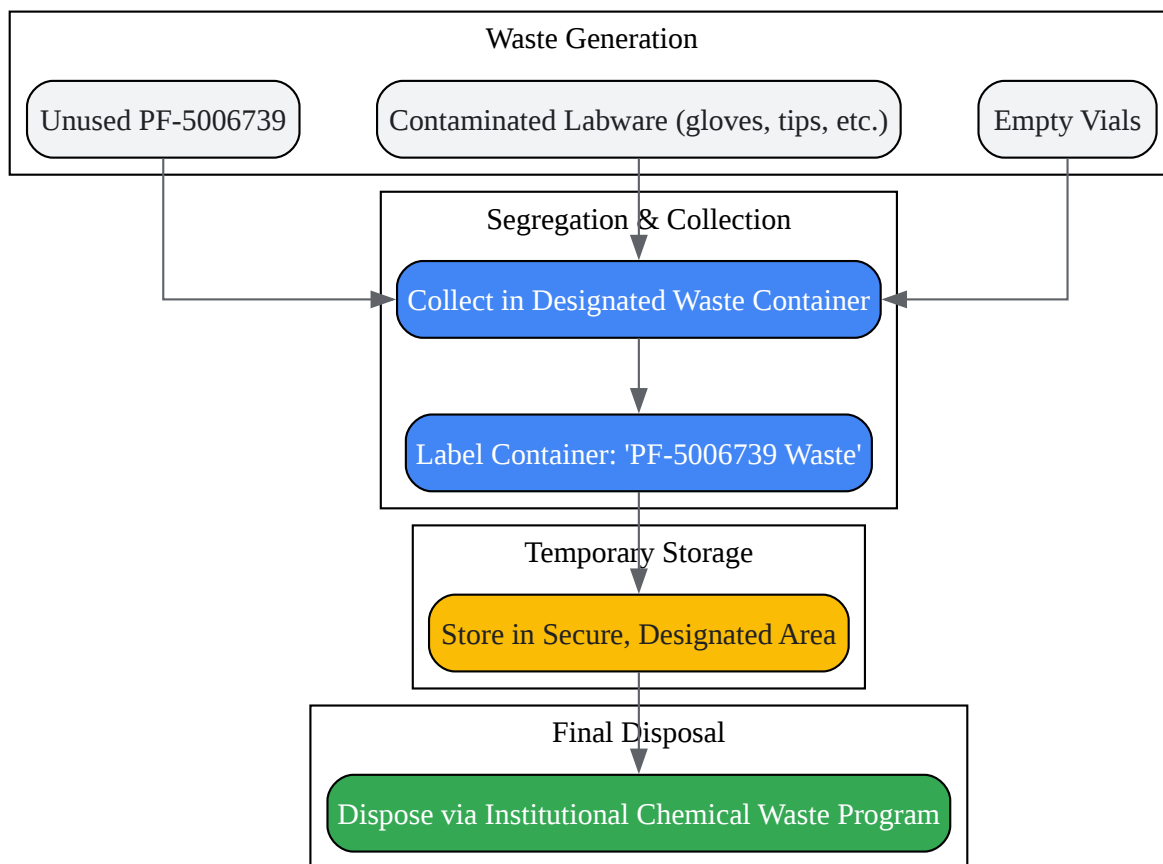 Waste Generation
Unused PF-5006739
Contaminated Labware (gloves, tips, etc.)
Empty Vials
Segregation & Collection
Collect in Designated Waste Container
Label Container: 'PF-5006739 Waste'
Temporary Storage
Store in Secure, Designated Area
Final Disposal
Dispose via Institutional Chemical Waste Program